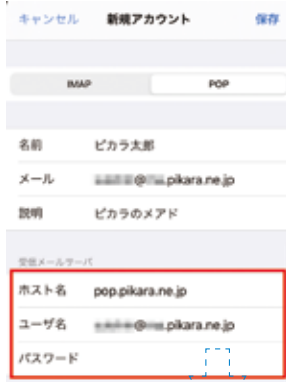 キャンセル 新規アカウント 保存
IMAP POP
名前 ピカラ太郎
メール @ .pikara.ne.jp
説明 ピカラのメアド
受信メールサーバ
ホスト名 pop.pikara.ne.jp
ユーザ名 @ .pikara.ne.jp
パスワード